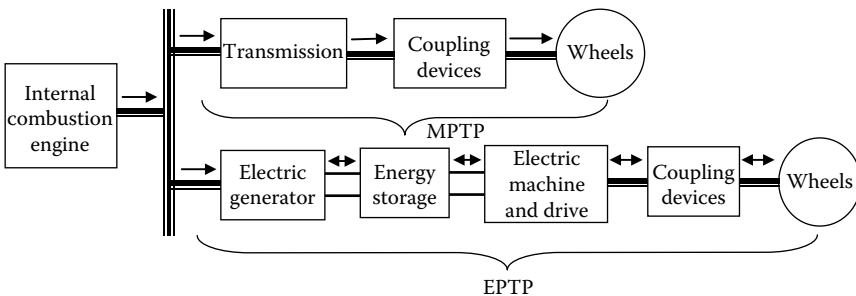 Transmission
Coupling
devices
Wheels
Internal
combustion
engine
MPTP
Electric
generator
Energy
storage
Electric
machine
and drive
Coupling
devices
Wheels
EPTP